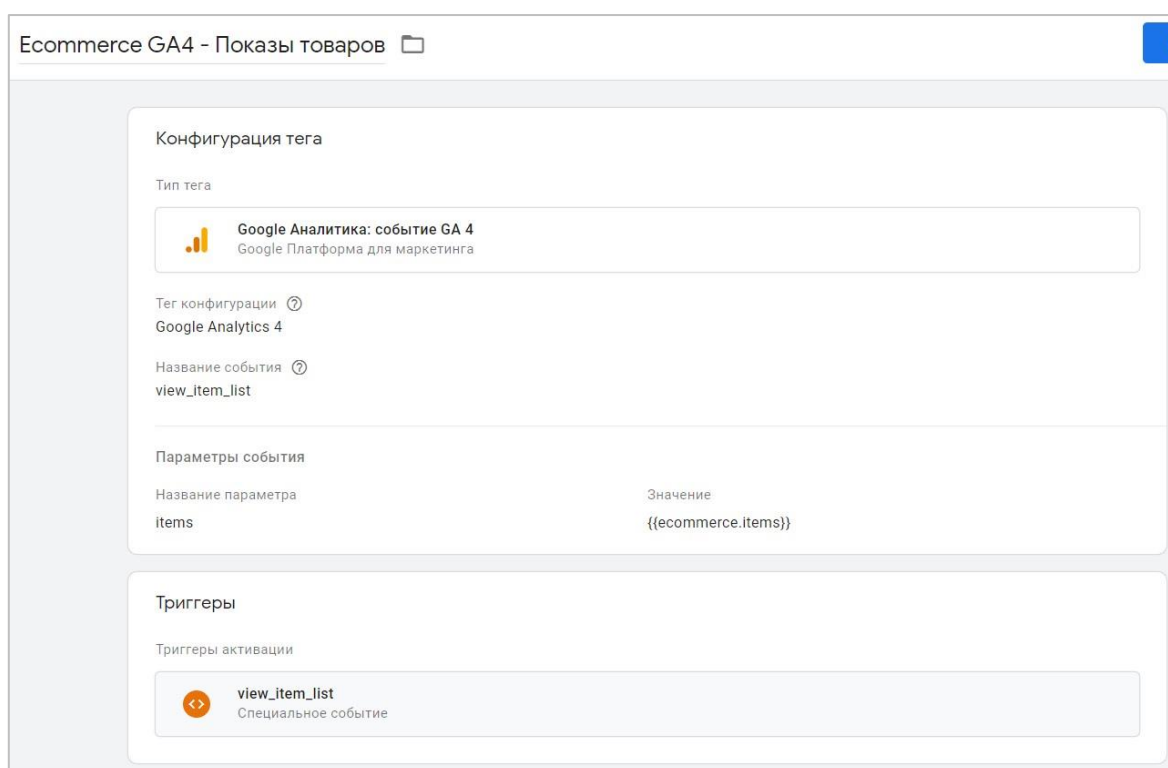 Ecommerce GA4 - Показы товаров
Конфигурация тега
Тип тега
Google Аналитика: событие GA 4
Google Платформа для маркетинга
Тег конфигурации
Google Analytics 4
Название события
view_item_list
Параметры события
Название параметра Значение
items {{ecommerce.items}}
Триггеры
Триггеры активации
view_item_list
Специальное событие